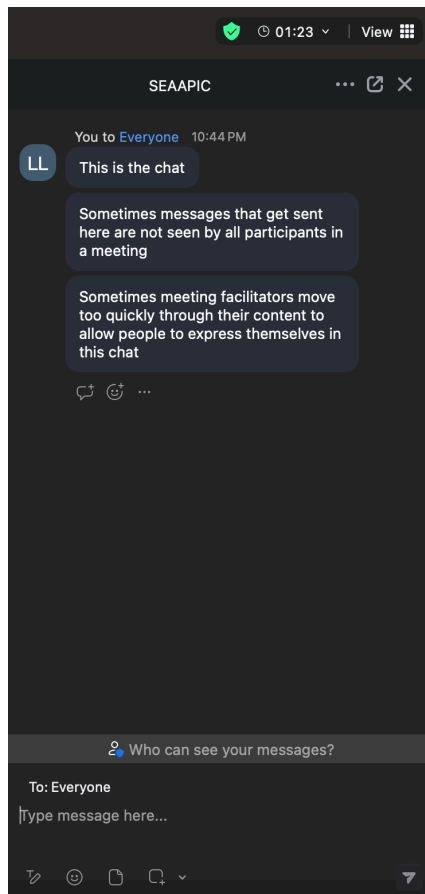 01:23
View
SEAAPIC
You to Everyone 10:44 PM
LL
This is the chat
Sometimes messages that get sent
here are not seen by all participants in
a meeting
Sometimes meeting facilitators move
too quickly through their content to
allow people to express themselves in
this chat
Who can see your messages?
To: Everyone
Type message here...